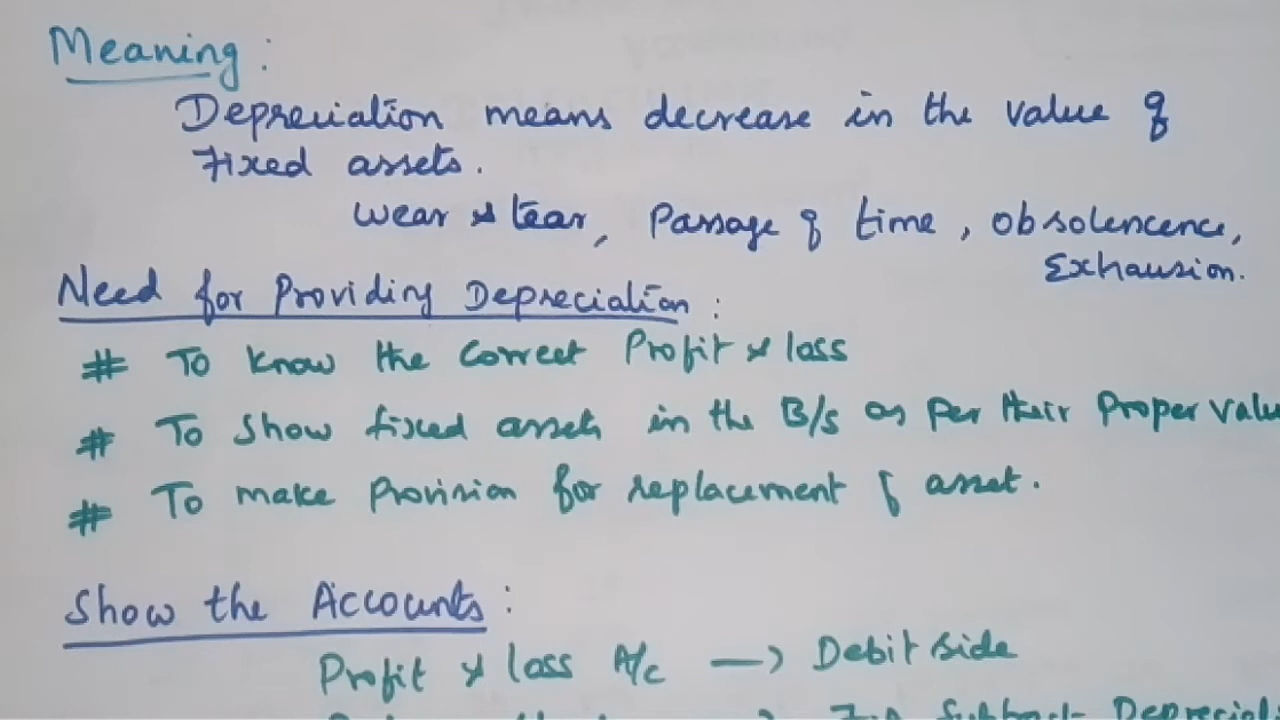 Meaning:
Depreciation means decrease in the value of
Fixed assets.
wear & tear, Passage of time, Obsolencence,
Exhausion.
Need for Providing Depreciation:
# To know the correct Profit & loss
# To show fixed assets in the B/s as per their Proper Valu
# To make Provision for replacement of asset.
Show the Accounts:
Profit & loss A/c —> Debit side
Subtract Depreciati